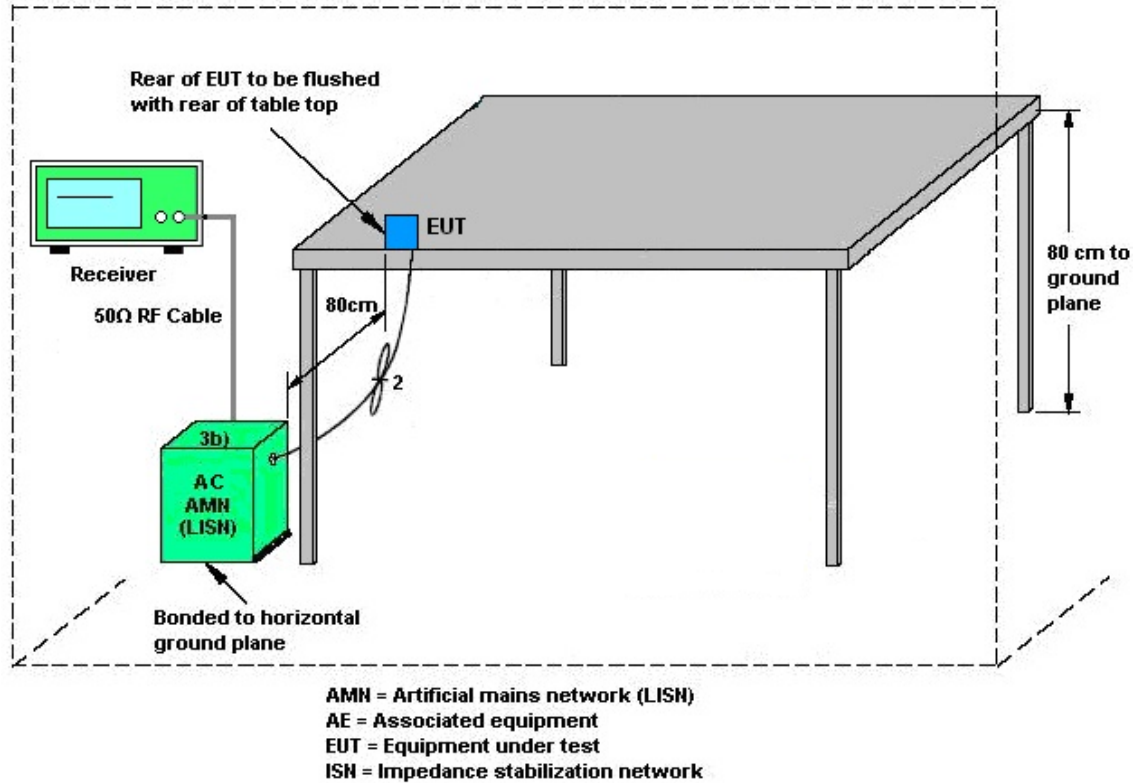 Rear of EUT to be flushed
with rear of table top
EUT
Receiver
50Ω RF Cable
80cm
80 cm to
ground
plane
2
3b)
AC
AMN
(LISN)
Bonded to horizontal
ground plane
AMN = Artificial mains network (LISN)
AE = Associated equipment
EUT = Equipment under test
ISN = Impedance stabilization network